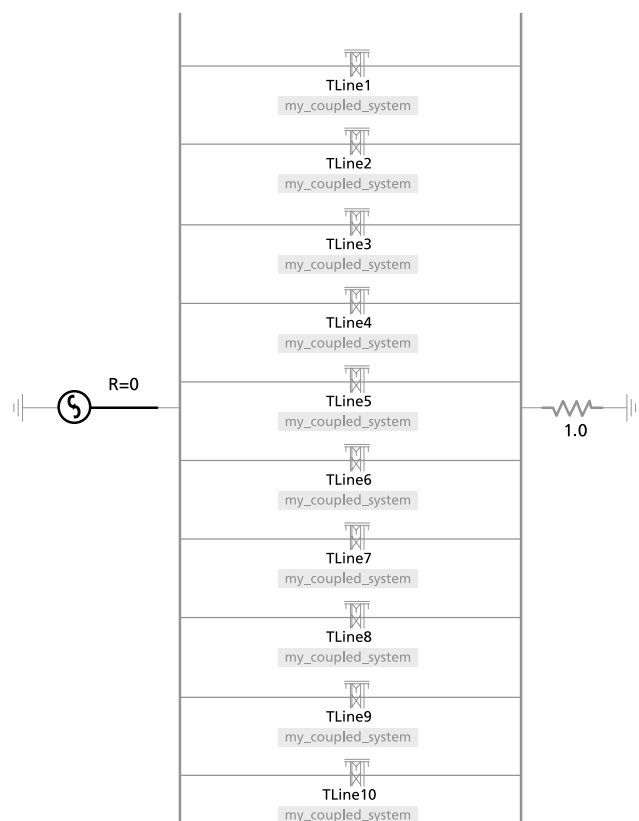 TLine1
my_coupled_system
TLine2
my_coupled_system
TLine3
my_coupled_system
TLine4
my_coupled_system
R=0
TLine5
my_coupled_system
1.0
TLine6
my_coupled_system
TLine7
my_coupled_system
TLine8
my_coupled_system
TLine9
my_coupled_system
TLine10
my_coupled_system